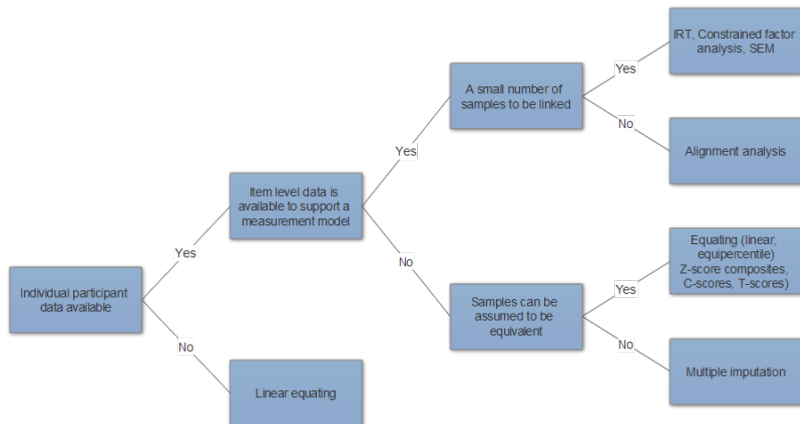 IRT, Constrained factor
analysis, SEM
Yes
A small number of
samples to be linked
No
Alignment analysis
Yes
Item level data is
available to support a
measurement model
Yes
No
Equating (linear,
equipercentile)
Z-score composites,
C-scores, T-scores)
Yes
Samples can be
assumed to be
equivalent
No
Multiple imputation
Individual participant
data available
No
Linear equating